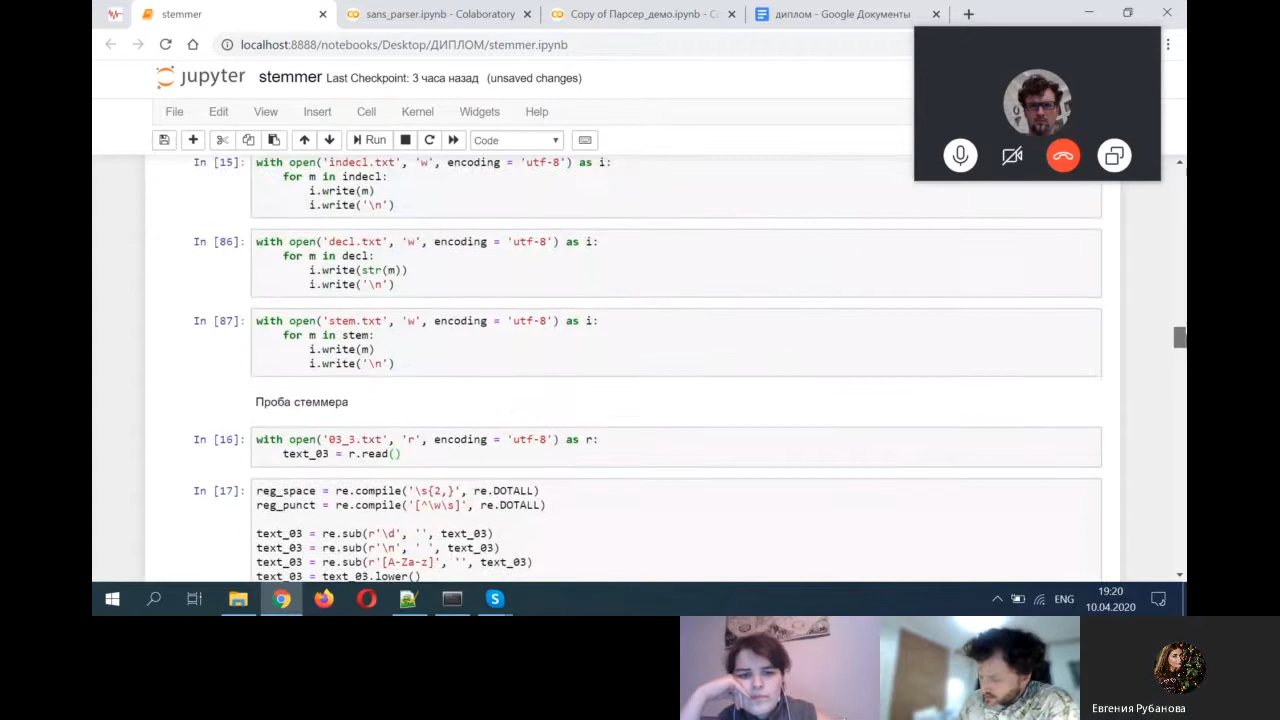 stemmer
sans_parser.ipynb - Colaboratory
Copy of Парсер_демо.ipynb - C
диплом - Google Документы
localhost:8888/notebooks/Desktop/ДИПЛОМ/stemmer.ipynb
jupyter stemmer Last Checkpoint: 3 часа назад (unsaved changes)
File Edit View Insert Cell Kernel Widgets Help
Run Code
In [15]: with open('indecl.txt', 'w', encoding = 'utf-8') as i:
for m in indecl:
i.write(m)
i.write('\n')
In [86]: with open('decl.txt', 'w', encoding = 'utf-8') as i:
for m in decl:
i.write(str(m))
i.write('\n')
In [87]: with open('stem.txt', 'w', encoding = 'utf-8') as i:
for m in stem:
i.write(m)
i.write('\n')
Проба стеммера
In [16]: with open('03_3.txt', 'r', encoding = 'utf-8') as r:
text_03 = r.read()
In [17]: reg_space = re.compile('\s{2,}', re.DOTALL)
reg_punct = re.compile('[^\w\s]', re.DOTALL)
text_03 = re.sub(r'\d', '', text_03)
text_03 = re.sub(r'\n', ' ', text_03)
text_03 = re.sub(r'[A-Za-z]', '', text_03)
text_03 = text_03.lower()
ENG
19:20
10.04.2020
Евгения Рубанова